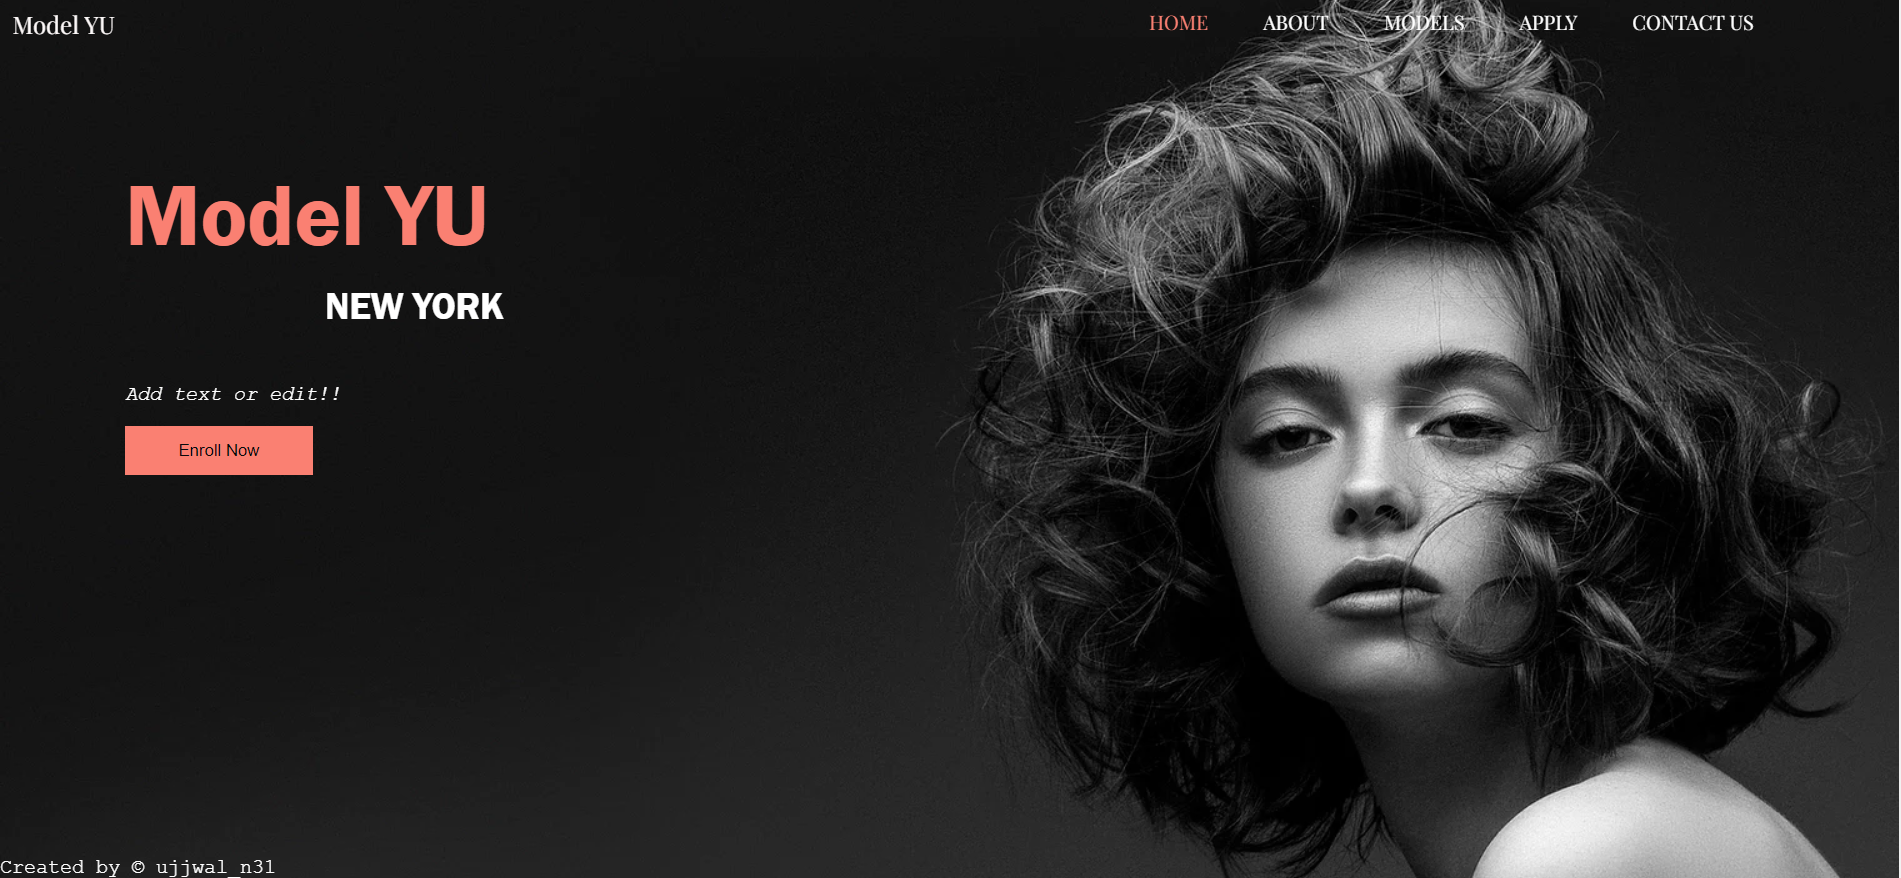 Model YU
HOME ABOUT MODELS APPLY CONTACT US
Model YU
NEW YORK
Add text or edit!!
Enroll Now
Created by © ujjwal_n31